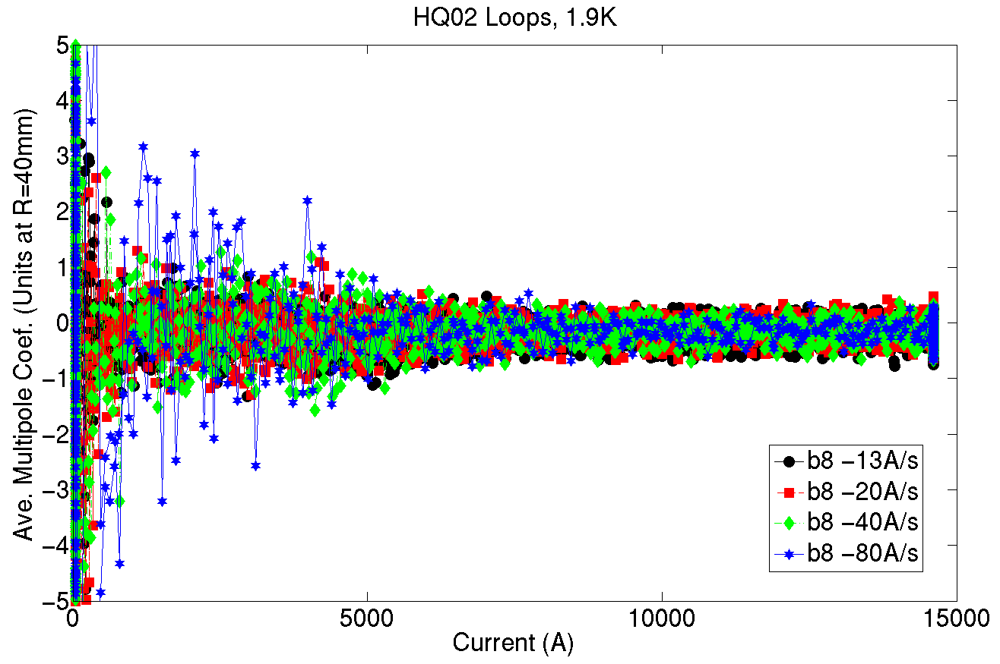 HQ02 Loops, 1.9K
Ave. Multipole Coef. (Units at R=40mm)
5
4
3
2
1
0
−1
−2
−3
−4
−5
0
5000
10000
15000
Current (A)
b8 −13A/s
b8 −20A/s
b8 −40A/s
b8 −80A/s